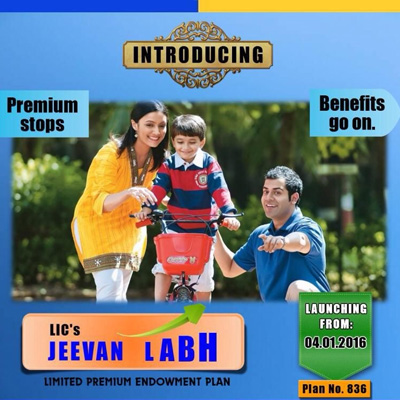 INTRODUCING
Premium
stops
Benefits
go on.
LIC's
JEEVAN LABH
LIMITED PREMIUM ENDOWMENT PLAN
LAUNCHING
FROM:
04.01.2016
Plan No. 836